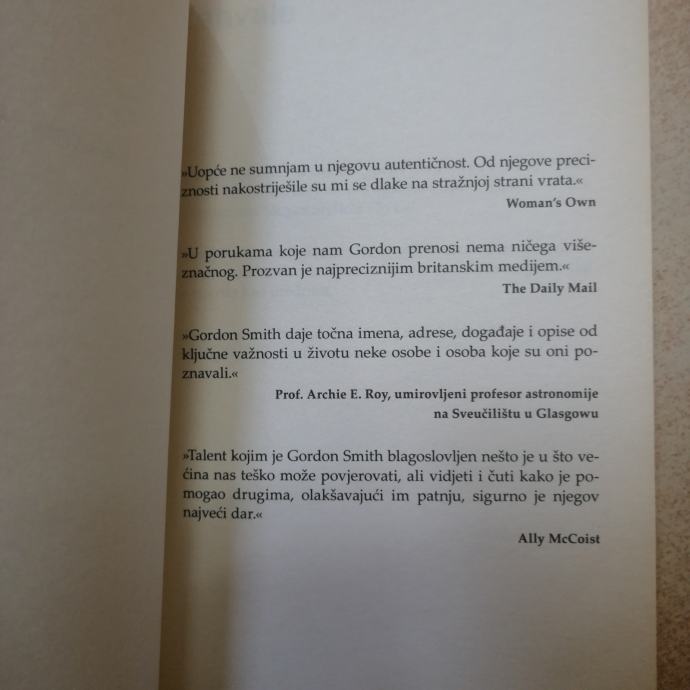 »Uopće ne sumnjam u njegovu autentičnost. Od njegove preci-
znosti nakostriješile su mi se dlake na stražnjoj strani vrata.«
Woman's Own
»U porukama koje nam Gordon prenosi nema ničega više-
značnog. Prozvan je najpreciznijim britanskim medijem.«
The Daily Mail
»Gordon Smith daje točna imena, adrese, događaje i opise od
ključne važnosti u životu neke osobe i osoba koje su oni po-
znavali.«
Prof. Archie E. Roy, umirovljeni profesor astronomije
na Sveučilištu u Glasgowu
»Talent kojim je Gordon Smith blagoslovljen nešto je u što ve-
ćina nas teško može povjerovati, ali vidjeti i čuti kako je po-
mogao drugima, olakšavajući im patnju, sigurno je njegov
najveći dar.«
Ally McCoist